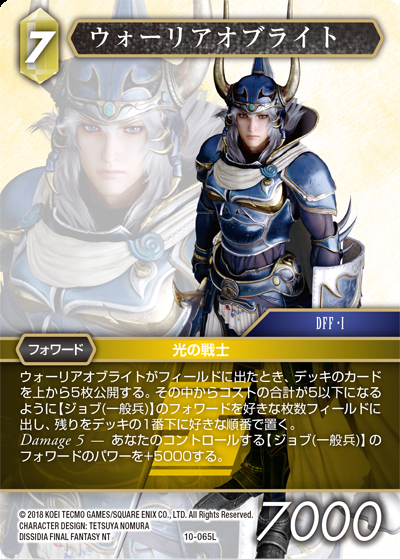 7
ウォーリアオブライト
DFF・I
フォワード
光の戦士
ウォーリアオブライトがフィールドに出たとき、デッキのカード
を上から5枚公開する。その中からコストの合計が5以下になる
ように【ジョブ(一般兵)】のフォワードを好きな枚数フィールドに
出し、残りをデッキの1番下に好きな順番で置く。
Damage 5 ― あなたのコントロールする【ジョブ(一般兵)】の
フォワードのパワーを+5000する。
© 2018 KOEI TECMO GAMES/SQUARE ENIX CO., LTD. All Rights Reserved.
CHARACTER DESIGN: TETSUYA NOMURA
DISSIDIA FINAL FANTASY NT
10-065L
7000